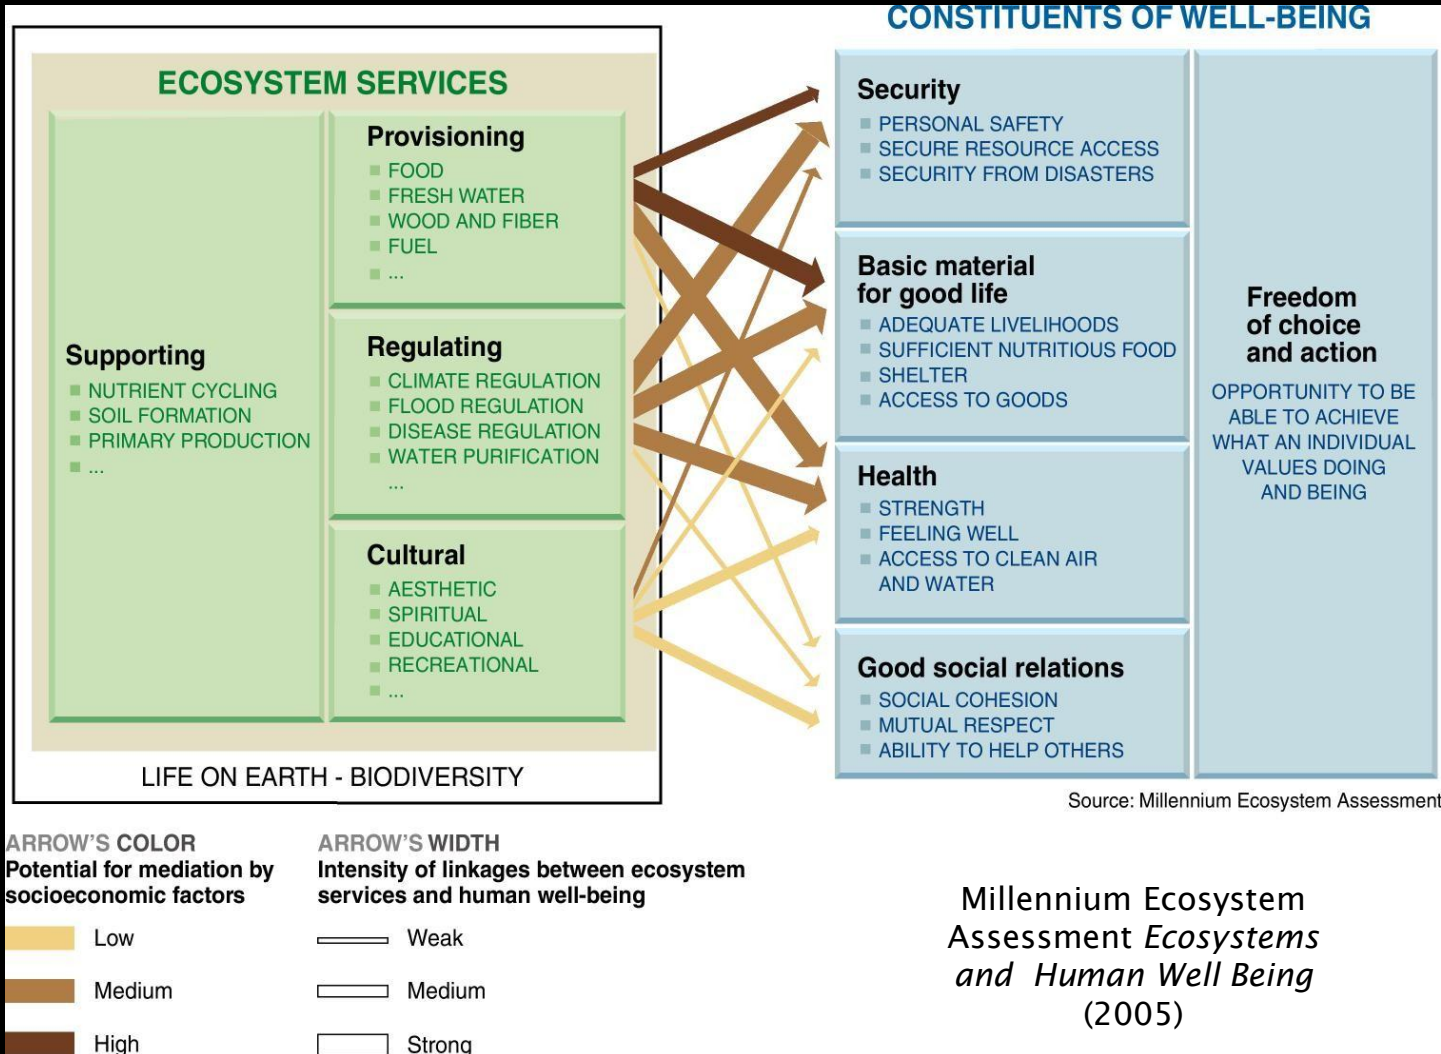 CONSTITUENTS OF WELL-BEING
ECOSYSTEM SERVICES
Supporting
NUTRIENT CYCLING
SOIL FORMATION
PRIMARY PRODUCTION
...
Provisioning
FOOD
FRESH WATER
WOOD AND FIBER
FUEL
...
Regulating
CLIMATE REGULATION
FLOOD REGULATION
DISEASE REGULATION
WATER PURIFICATION
...
Cultural
AESTHETIC
SPIRITUAL
EDUCATIONAL
RECREATIONAL
...
LIFE ON EARTH - BIODIVERSITY
Security
PERSONAL SAFETY
SECURE RESOURCE ACCESS
SECURITY FROM DISASTERS
Basic material
for good life
ADEQUATE LIVELIHOODS
SUFFICIENT NUTRITIOUS FOOD
SHELTER
ACCESS TO GOODS
Health
STRENGTH
FEELING WELL
ACCESS TO CLEAN AIR
AND WATER
Good social relations
SOCIAL COHESION
MUTUAL RESPECT
ABILITY TO HELP OTHERS
Freedom
of choice
and action
OPPORTUNITY TO BE
ABLE TO ACHIEVE
WHAT AN INDIVIDUAL
VALUES DOING
AND BEING
Source: Millennium Ecosystem Assessment
ARROW'S COLOR
Potential for mediation by
socioeconomic factors
Low
Medium
High
ARROW'S WIDTH
Intensity of linkages between ecosystem
services and human well-being
Weak
Medium
Strong
Millennium Ecosystem
Assessment Ecosystems
and Human Well Being
(2005)